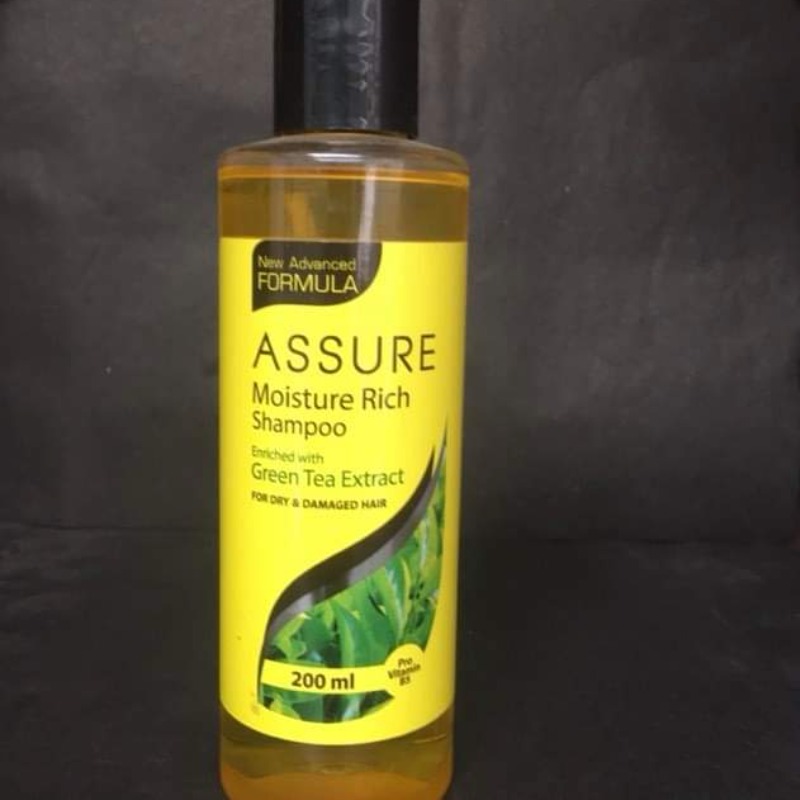 New Advanced
FORMULA
ASSURE
Moisture Rich
Shampoo
Enriched with
Green Tea Extract
FOR DRY & DAMAGED HAIR
200 ml
Pro
Vitamin
B5